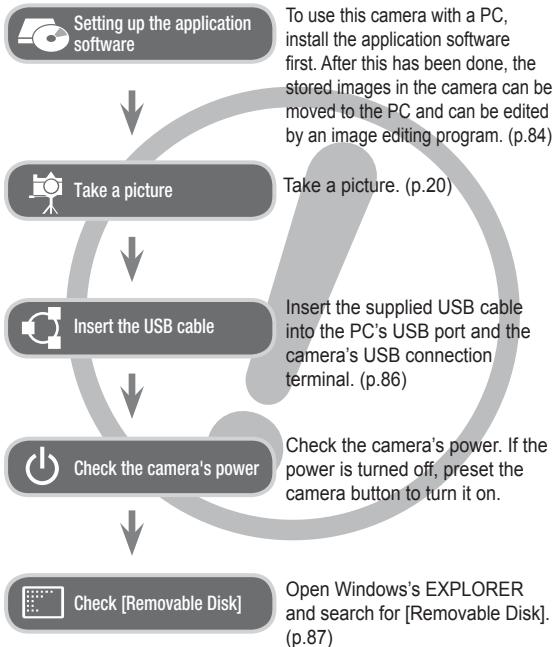 Setting up the application
software
To use this camera with a PC,
install the application software
first. After this has been done, the
stored images in the camera can be
moved to the PC and can be edited
by an image editing program. (p.84)
Take a picture
Take a picture. (p.20)
Insert the USB cable
Insert the supplied USB cable
into the PC's USB port and the
camera's USB connection
terminal. (p.86)
Check the camera's power
Check the camera's power. If the
power is turned off, preset the
camera button to turn it on.
Check [Removable Disk]
Open Windows's EXPLORER
and search for [Removable Disk].
(p.87)